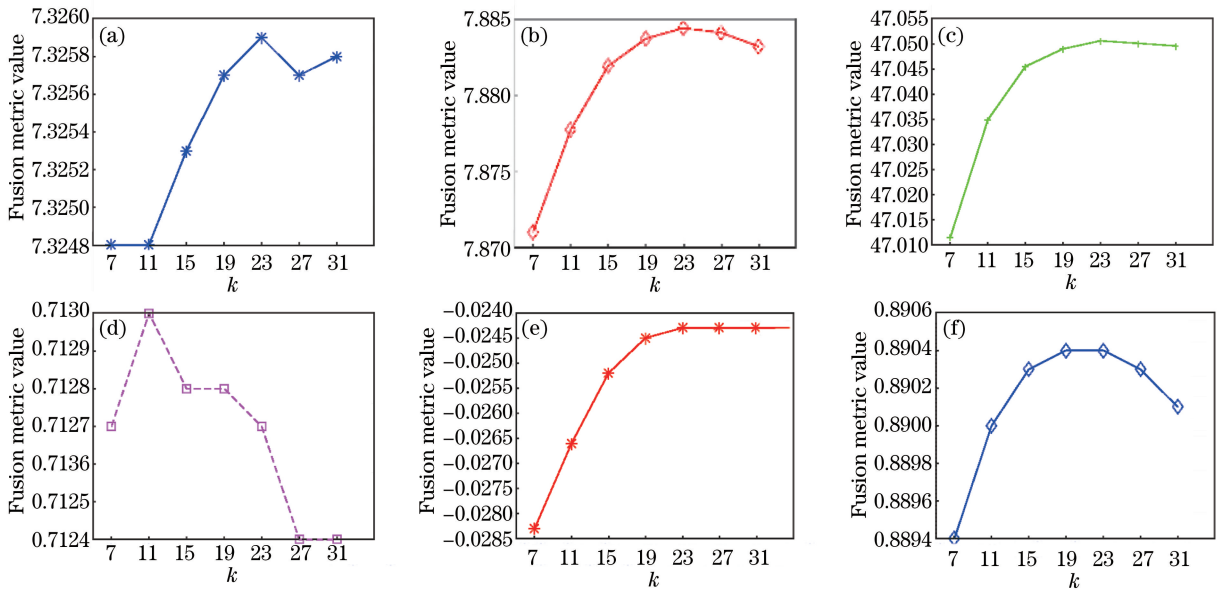 (a)
Fusion metric value
7.3260
7.3258
7.3256
7.3254
7.3252
7.3250
7.3248
7 11 15 19 23 27 31
k
(b)
Fusion metric value
7.885
7.880
7.875
7.870
7 11 15 19 23 27 31
k
(c)
Fusion metric value
47.055
47.050
47.045
47.040
47.035
47.030
47.025
47.020
47.015
47.010
7 11 15 19 23 27 31
k
(d)
Fusion metric value
0.7130
0.7129
0.7128
0.7127
0.7136
0.7125
0.7124
7 11 15 19 23 27 31
k
(e)
Fusion metric value
−0.0240
−0.0245
−0.0250
−0.0255
−0.0260
−0.0265
−0.0270
−0.0275
−0.0280
−0.0285
7 11 15 19 23 27 31
k
(f)
Fusion metric value
0.8906
0.8904
0.8902
0.8900
0.8898
0.8896
0.8894
7 11 15 19 23 27 31
k